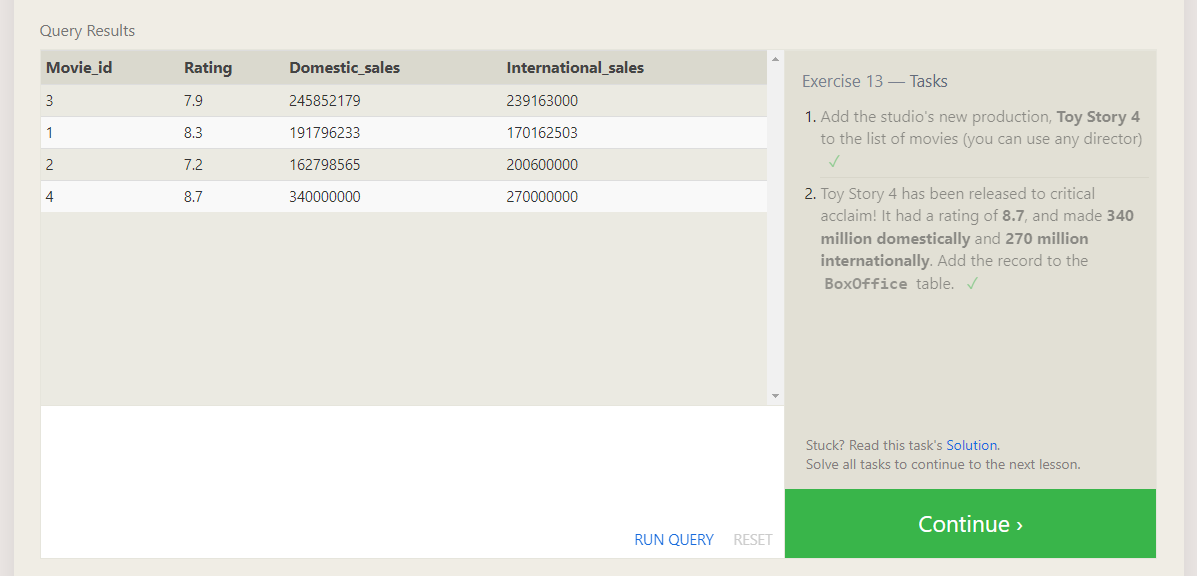 Query Results
Movie_id Rating Domestic_sales International_sales
3 7.9 245852179 239163000
1 8.3 191796233 170162503
2 7.2 162798565 200600000
4 8.7 340000000 270000000
RUN QUERY RESET
Exercise 13 — Tasks
1. Add the studio's new production, Toy Story 4
to the list of movies (you can use any director)
✓
2. Toy Story 4 has been released to critical
acclaim! It had a rating of 8.7, and made 340
million domestically and 270 million
internationally. Add the record to the
BoxOffice table. ✓
Stuck? Read this task's Solution.
Solve all tasks to continue to the next lesson.
Continue ›